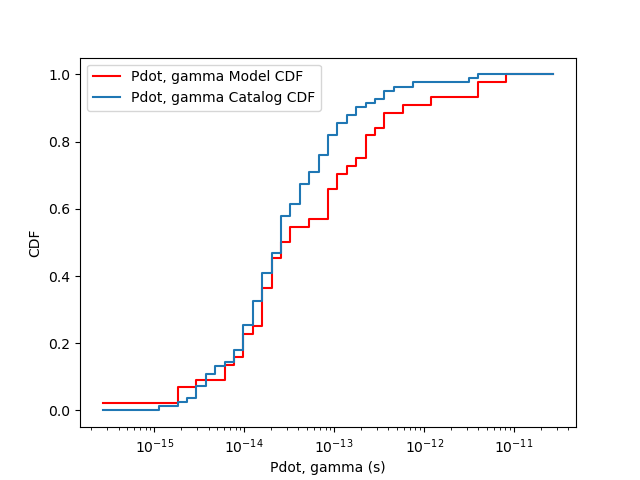 Pdot, gamma Model CDF
Pdot, gamma Catalog CDF
1.0
0.8
0.6
0.4
0.2
0.0
CDF
10⁻¹⁵ 10⁻¹⁴ 10⁻¹³ 10⁻¹² 10⁻¹¹
Pdot, gamma (s)